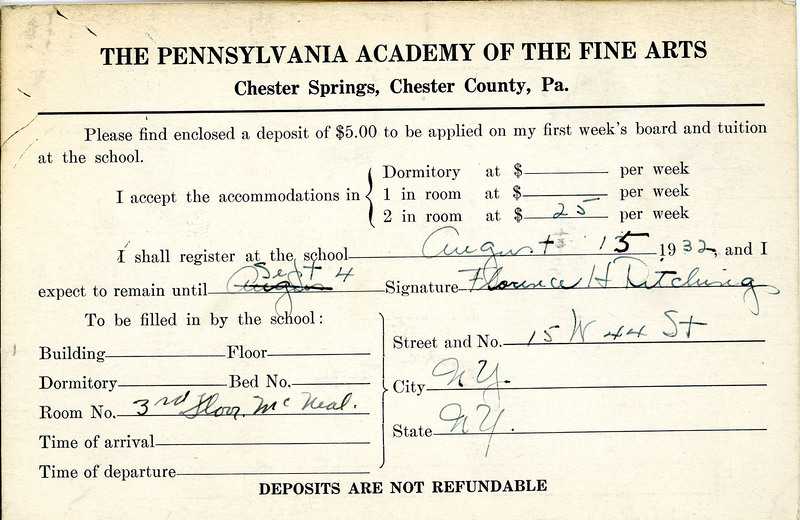 THE PENNSYLVANIA ACADEMY OF THE FINE ARTS
Chester Springs, Chester County, Pa.
Please find enclosed a deposit of $5.00 to be applied on my first week's board and tuition
at the school.
I accept the accommodations in
Dormitory at $ per week
1 in room at $ per week
2 in room at $ 25 per week
I shall register at the school August 15 1932, and I
expect to remain until Sept 4 Signature Florence H Ditchings
To be filled in by the school:
Building Floor
Dormitory Bed No.
Room No. 3rd Floor. Mc Neal.
Time of arrival
Time of departure
Street and No. 15 W 44 St
City N.Y.
State N.Y.
DEPOSITS ARE NOT REFUNDABLE